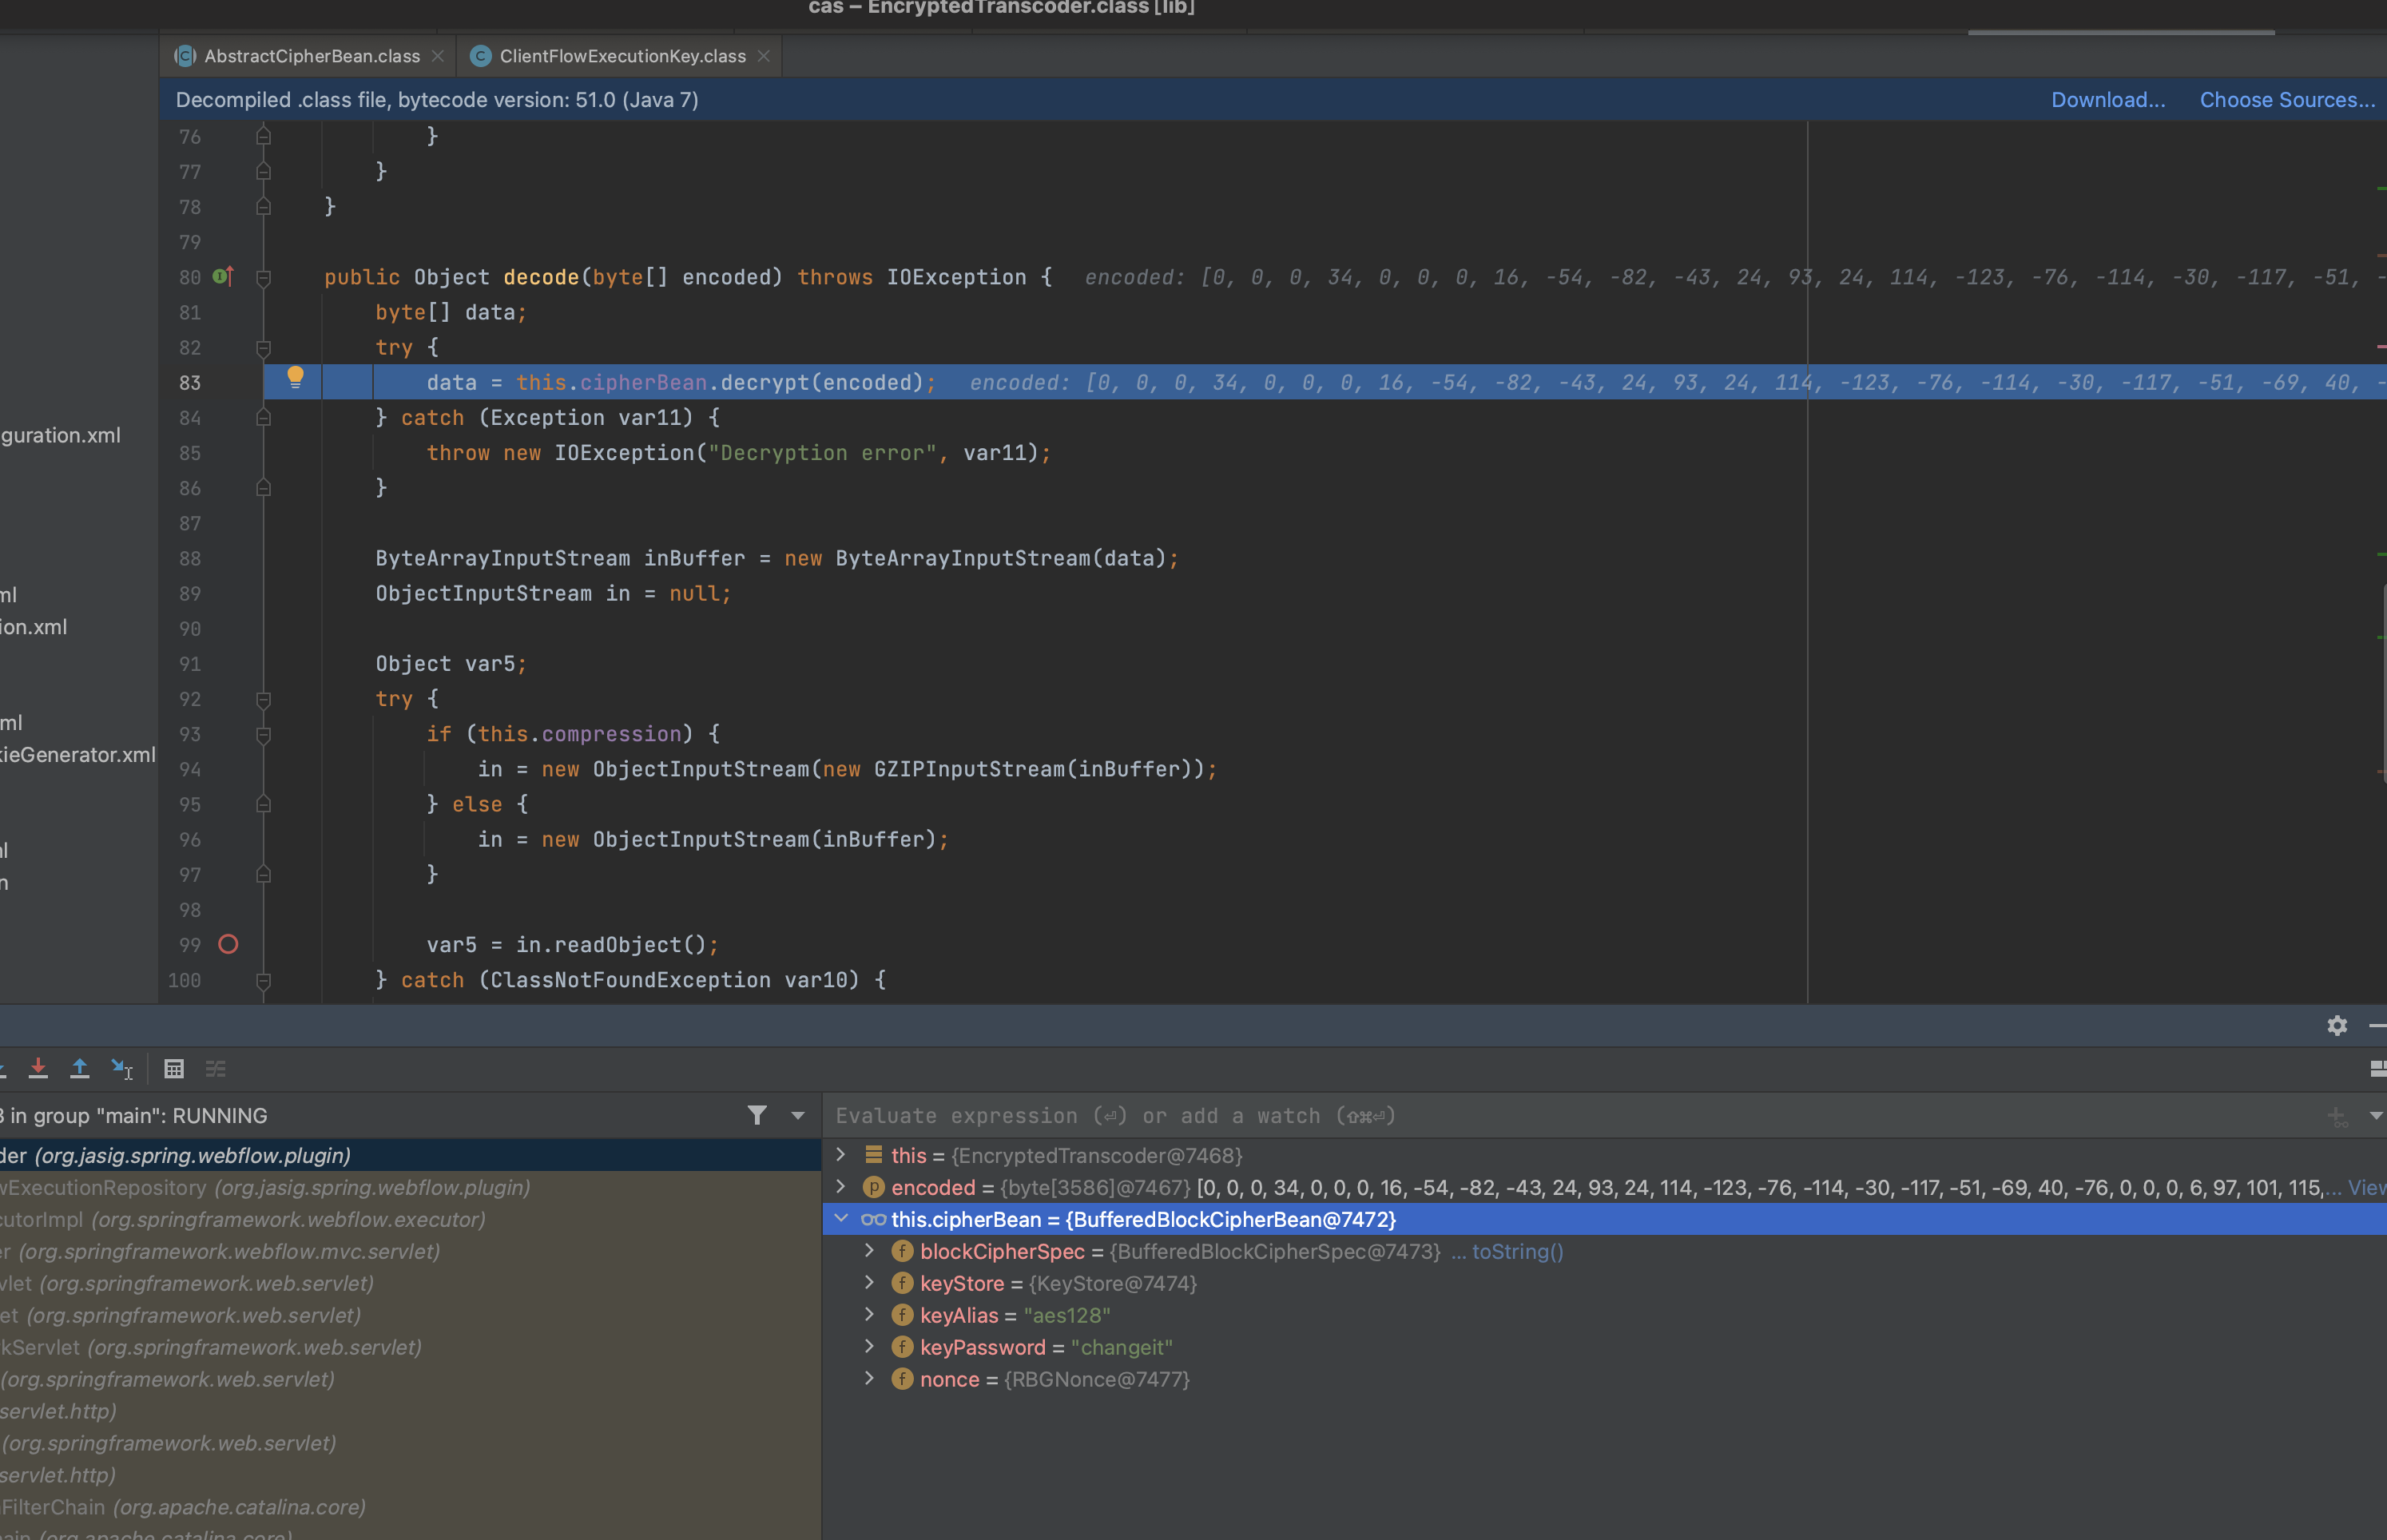 cas – EncryptedTranscoder.class [lib]
AbstractCipherBean.class ClientFlowExecutionKey.class
Decompiled .class file, bytecode version: 51.0 (Java 7) Download... Choose Sources...
76 }
77 }
78 }
79
80 public Object decode(byte[] encoded) throws IOException { encoded: [0, 0, 0, 34, 0, 0, 0, 16, -54, -82, -43, 24, 93, 24, 114, -123, -76, -114, -30, -117, -51, -
81 byte[] data;
82 try {
83 data = this.cipherBean.decrypt(encoded); encoded: [0, 0, 0, 34, 0, 0, 0, 16, -54, -82, -43, 24, 93, 24, 114, -123, -76, -114, -30, -117, -51, -69, 40, -
84 } catch (Exception var11) {
85 throw new IOException("Decryption error", var11);
86 }
87
88 ByteArrayInputStream inBuffer = new ByteArrayInputStream(data);
89 ObjectInputStream in = null;
90
91 Object var5;
92 try {
93 if (this.compression) {
94 in = new ObjectInputStream(new GZIPInputStream(inBuffer));
95 } else {
96 in = new ObjectInputStream(inBuffer);
97 }
98
99 var5 = in.readObject();
100 } catch (ClassNotFoundException var10) {
guration.xml
ml
ion.xml
ml
kieGenerator.xml
l
n
3 in group "main": RUNNING
der (org.jasig.spring.webflow.plugin)
wExecutionRepository (org.jasig.spring.webflow.plugin)
cutorImpl (org.springframework.webflow.executor)
er (org.springframework.webflow.mvc.servlet)
vlet (org.springframework.web.servlet)
et (org.springframework.web.servlet)
kServlet (org.springframework.web.servlet)
(org.springframework.web.servlet)
servlet.http)
(org.springframework.web.servlet)
servlet.http)
FilterChain (org.apache.catalina.core)
hain (org.apache.catalina.core)
Evaluate expression (⏎) or add a watch (⇧⌘⏎)
this = {EncryptedTranscoder@7468}
encoded = {byte[3586]@7467} [0, 0, 0, 34, 0, 0, 0, 16, -54, -82, -43, 24, 93, 24, 114, -123, -76, -114, -30, -117, -51, -69, 40, -76, 0, 0, 0, 6, 97, 101, 115,... View
this.cipherBean = {BufferedBlockCipherBean@7472}
blockCipherSpec = {BufferedBlockCipherSpec@7473} ... toString()
keyStore = {KeyStore@7474}
keyAlias = "aes128"
keyPassword = "changeit"
nonce = {RBGNonce@7477}